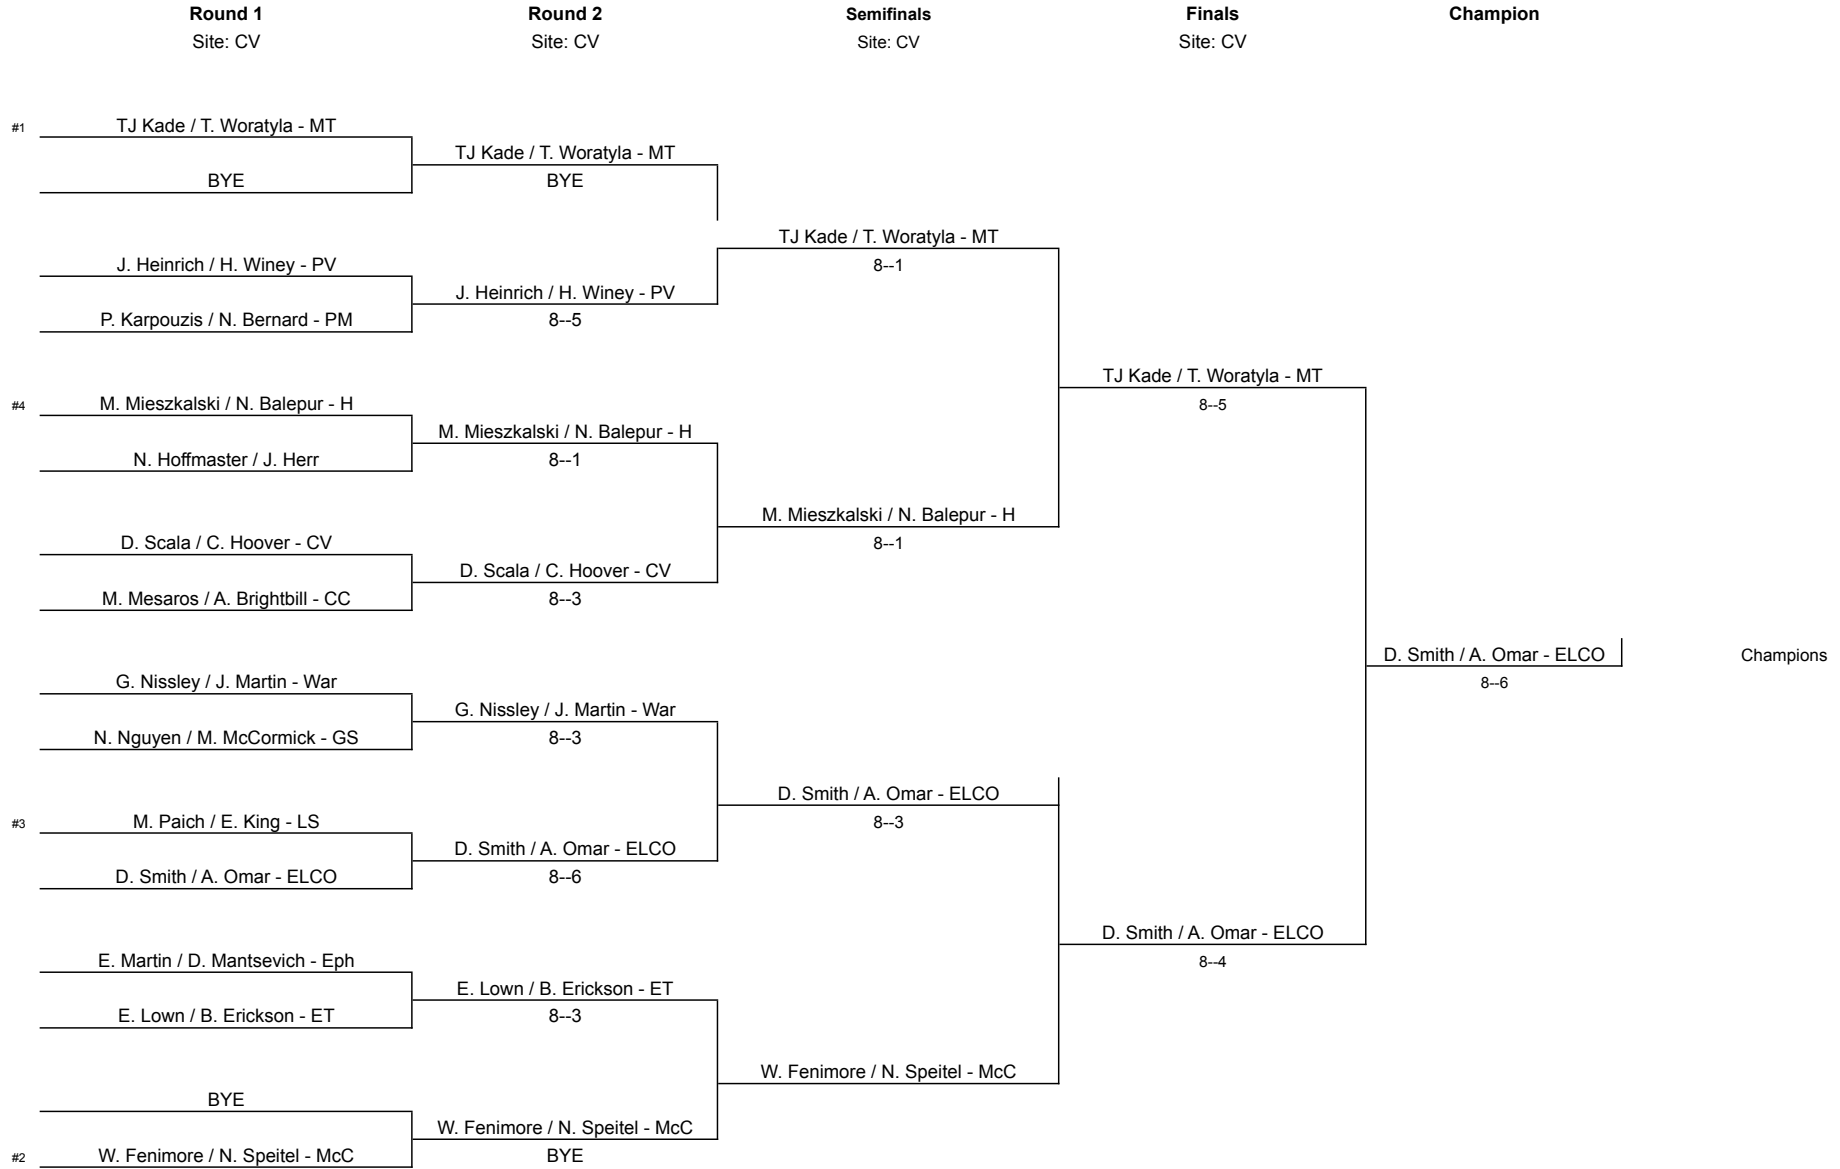 Round 1
Round 2
Semifinals
Finals
Champion
Site: CV
Site: CV
Site: CV
Site: CV
#1
TJ Kade / T. Woratyla - MT
TJ Kade / T. Woratyla - MT
BYE
BYE
TJ Kade / T. Woratyla - MT
J. Heinrich / H. Winey - PV
8--1
J. Heinrich / H. Winey - PV
P. Karpouzis / N. Bernard - PM
8--5
TJ Kade / T. Woratyla - MT
#4
M. Mieszkalski / N. Balepur - H
8--5
M. Mieszkalski / N. Balepur - H
N. Hoffmaster / J. Herr
8--1
M. Mieszkalski / N. Balepur - H
D. Scala / C. Hoover - CV
8--1
D. Scala / C. Hoover - CV
M. Mesaros / A. Brightbill - CC
8--3
D. Smith / A. Omar - ELCO
Champions
G. Nissley / J. Martin - War
8--6
G. Nissley / J. Martin - War
N. Nguyen / M. McCormick - GS
8--3
D. Smith / A. Omar - ELCO
#3
M. Paich / E. King - LS
8--3
D. Smith / A. Omar - ELCO
D. Smith / A. Omar - ELCO
8--6
D. Smith / A. Omar - ELCO
E. Martin / D. Mantsevich - Eph
8--4
E. Lown / B. Erickson - ET
E. Lown / B. Erickson - ET
8--3
W. Fenimore / N. Speitel - McC
BYE
W. Fenimore / N. Speitel - McC
#2
W. Fenimore / N. Speitel - McC
BYE